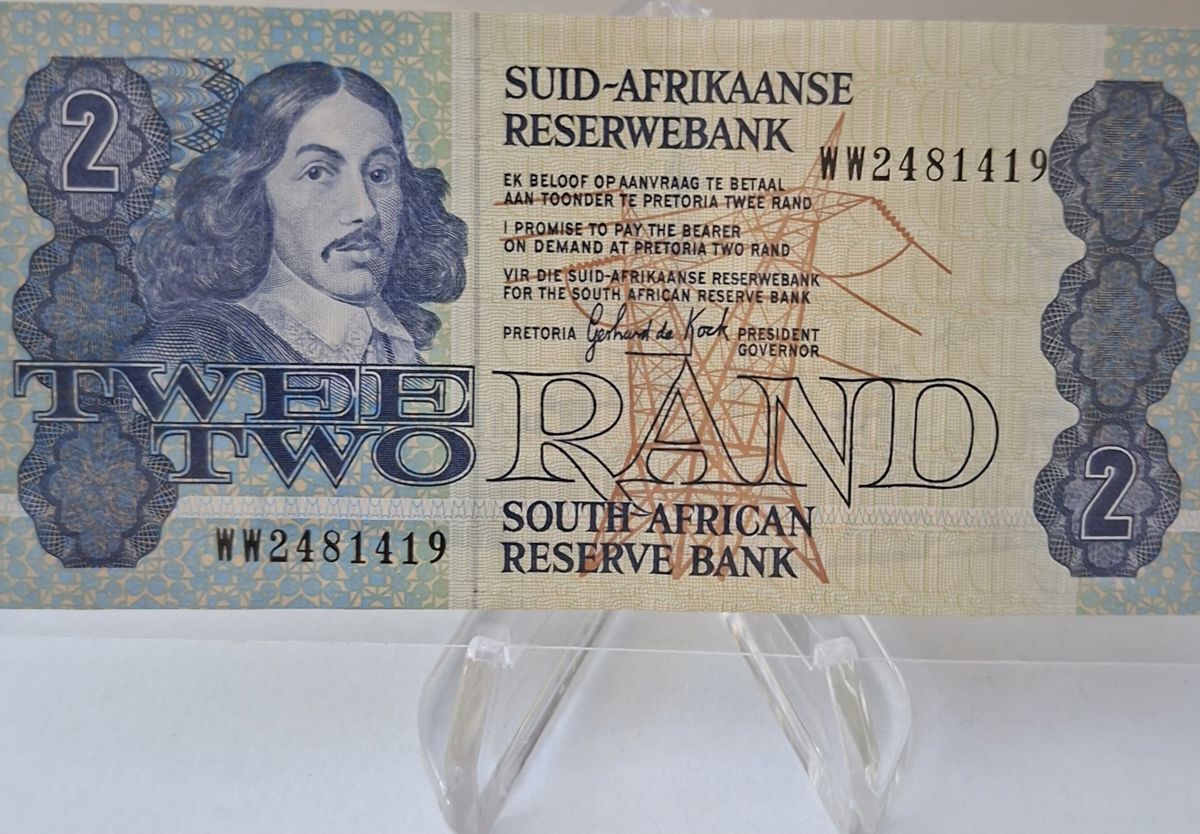 2
SUID-AFRIKAANSE
RESERWEBANK
WW2481419
EK BELOOF OP AANVRAAG TE BETAAL
AAN TOONDER TE PRETORIA TWEE RAND
I PROMISE TO PAY THE BEARER
ON DEMAND AT PRETORIA TWO RAND
VIR DIE SUID-AFRIKAANSE RESERWEBANK
FOR THE SOUTH AFRICAN RESERVE BANK
PRETORIA Gerhard de Kock PRESIDENT
GOVERNOR
TWEE
TWO
RAND
2
SOUTH AFRICAN
RESERVE BANK
WW2481419